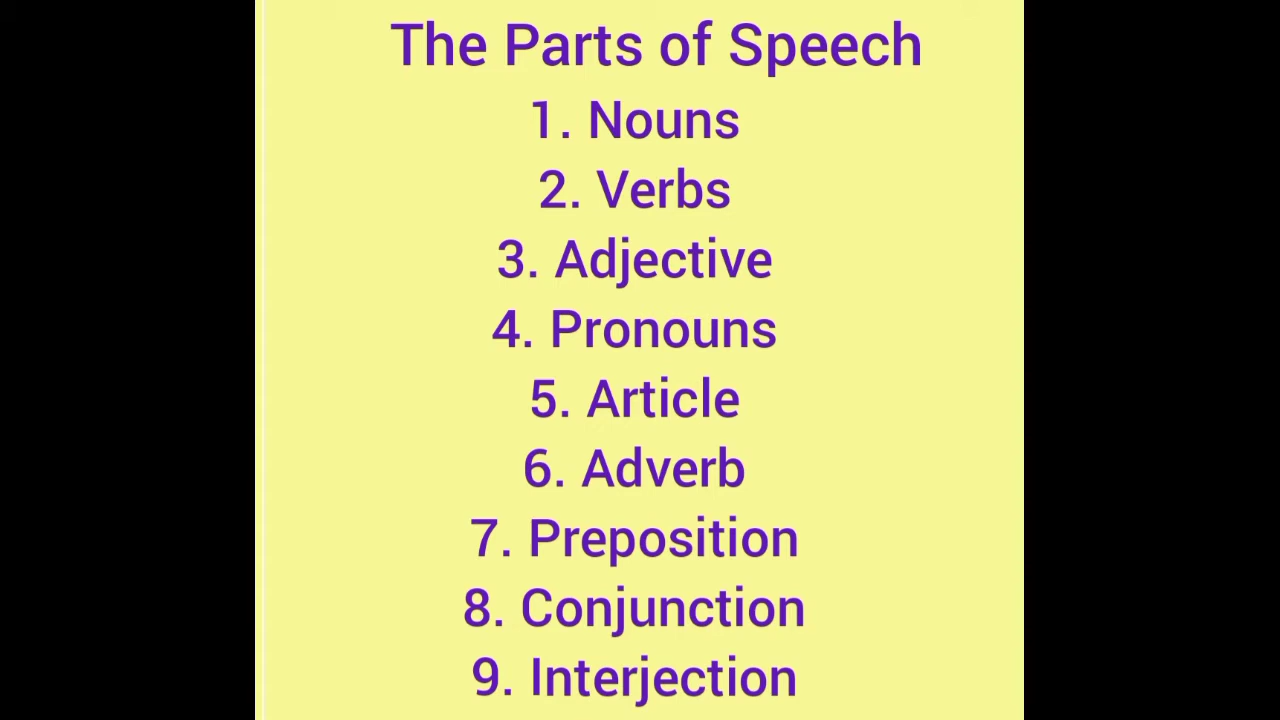 The Parts of Speech
1. Nouns
2. Verbs
3. Adjective
4. Pronouns
5. Article
6. Adverb
7. Preposition
8. Conjunction
9. Interjection